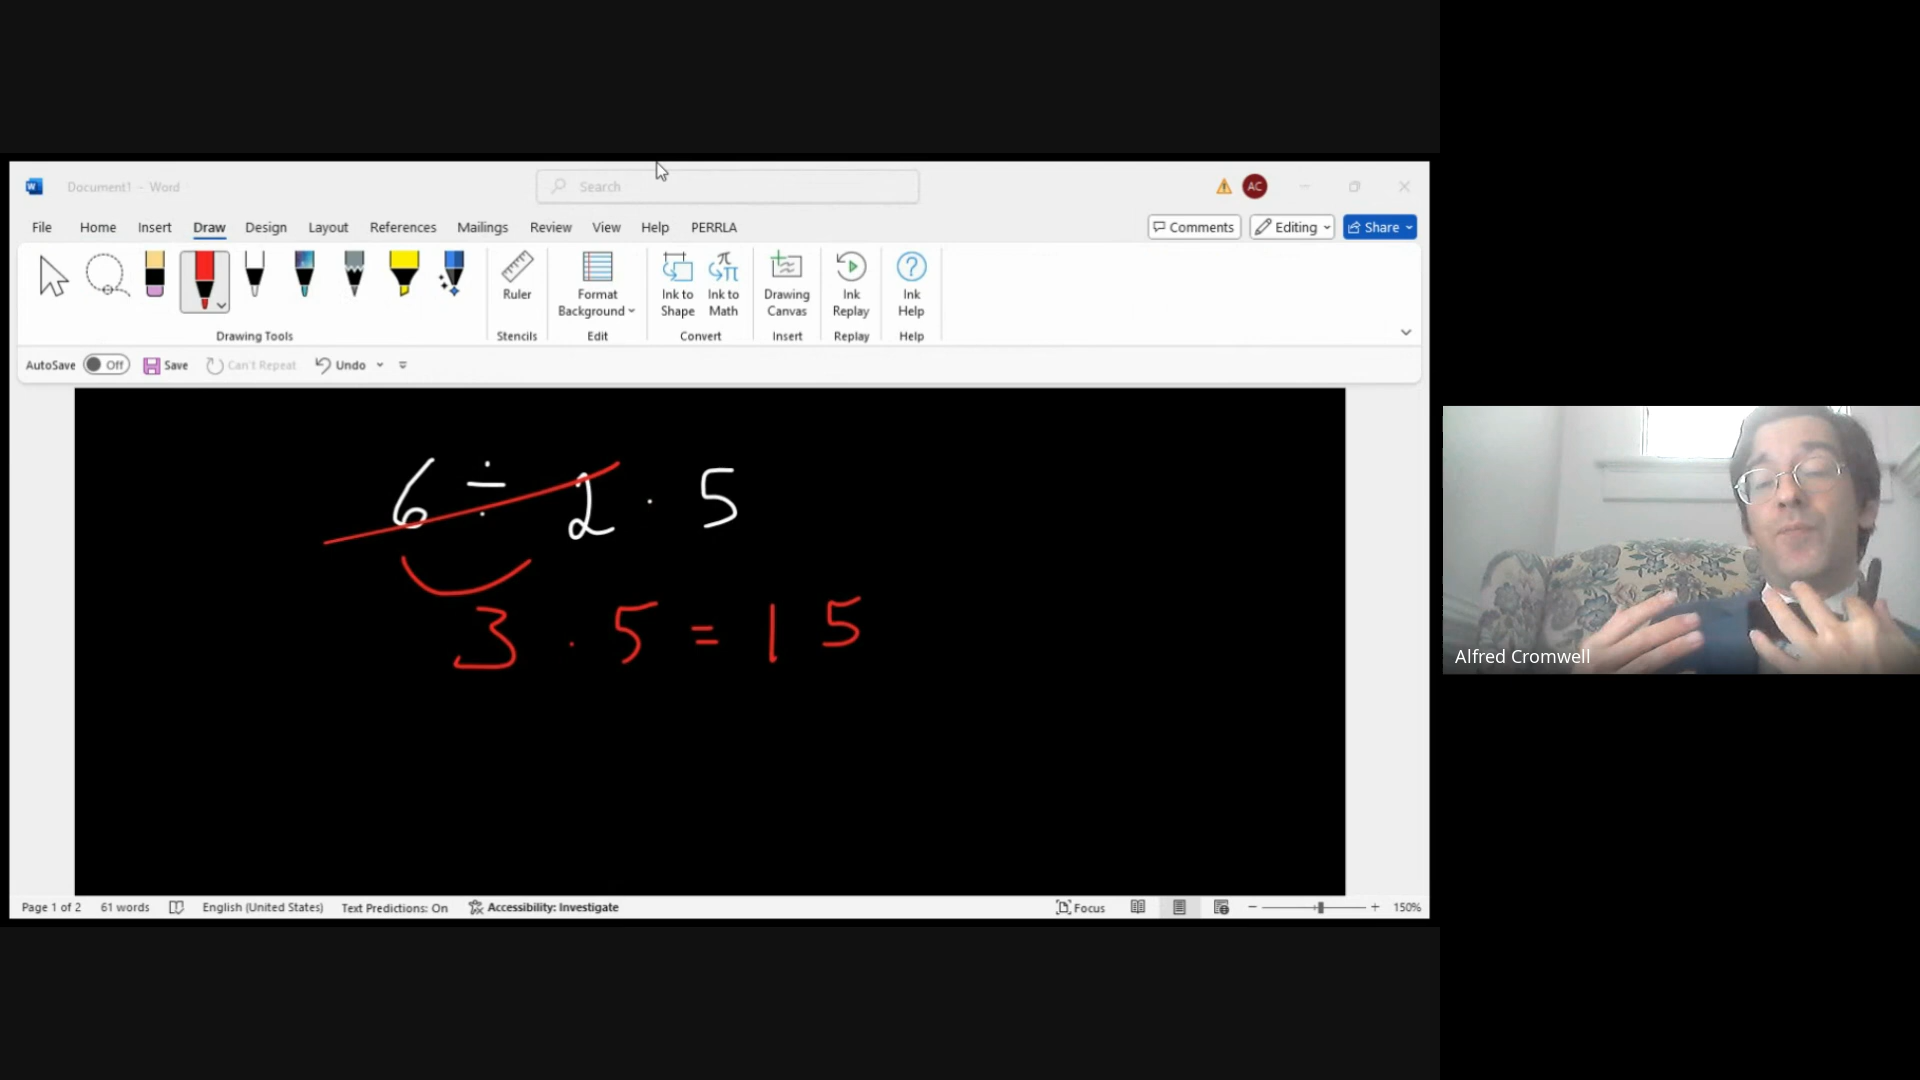 Document1 - Word
Search
AC
File Home Insert Draw Design Layout References Mailings Review View Help PERRLA
Comments Editing Share
Ruler
Format Background
Ink to Shape
Ink to Math
Drawing Canvas
Ink Replay
Ink Help
Drawing Tools Stencils Edit Convert Insert Replay Help
AutoSave Off Save Can't Repeat Undo
6 ÷ 2 · 5
3 · 5 = 15
Alfred Cromwell
Page 1 of 2 61 words English (United States) Text Predictions: On Accessibility: Investigate Focus 150%